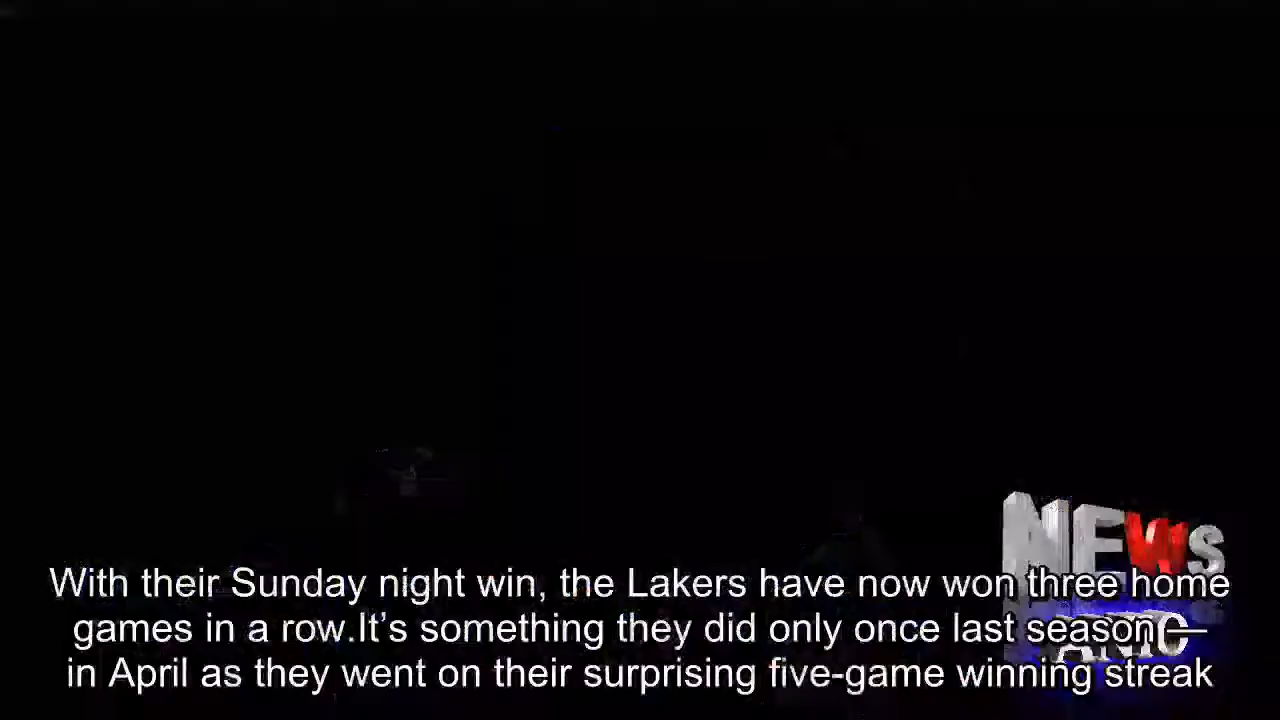 NEWS
With their Sunday night win, the Lakers have now won three home
games in a row.It’s something they did only once last season —
in April as they went on their surprising five-game winning streak